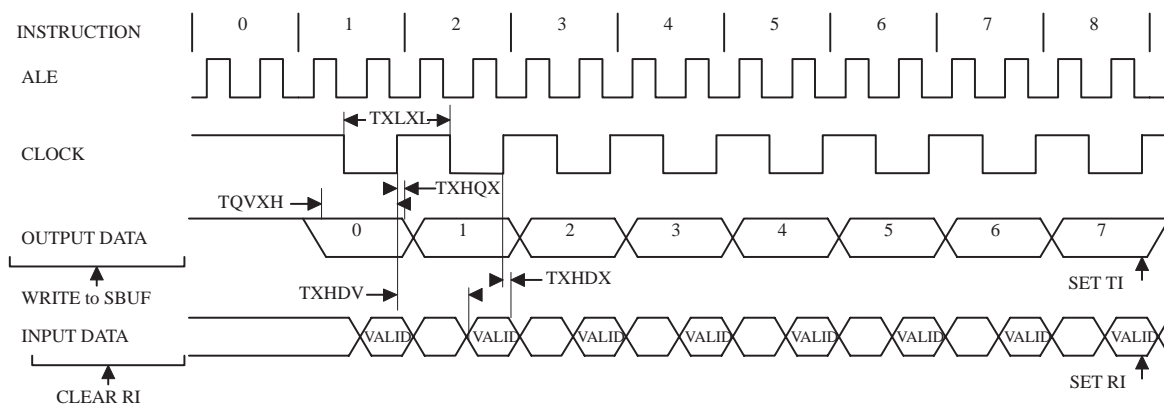 INSTRUCTION 0 1 2 3 4 5 6 7 8
ALE
TXLXL
CLOCK
TXHQX
TQVXH
OUTPUT DATA 0 1 2 3 4 5 6 7
TXHDX
SET TI
TXHDV
WRITE to SBUF
INPUT DATA VALID VALID VALID VALID VALID VALID VALID VALID
SET RI
CLEAR RI